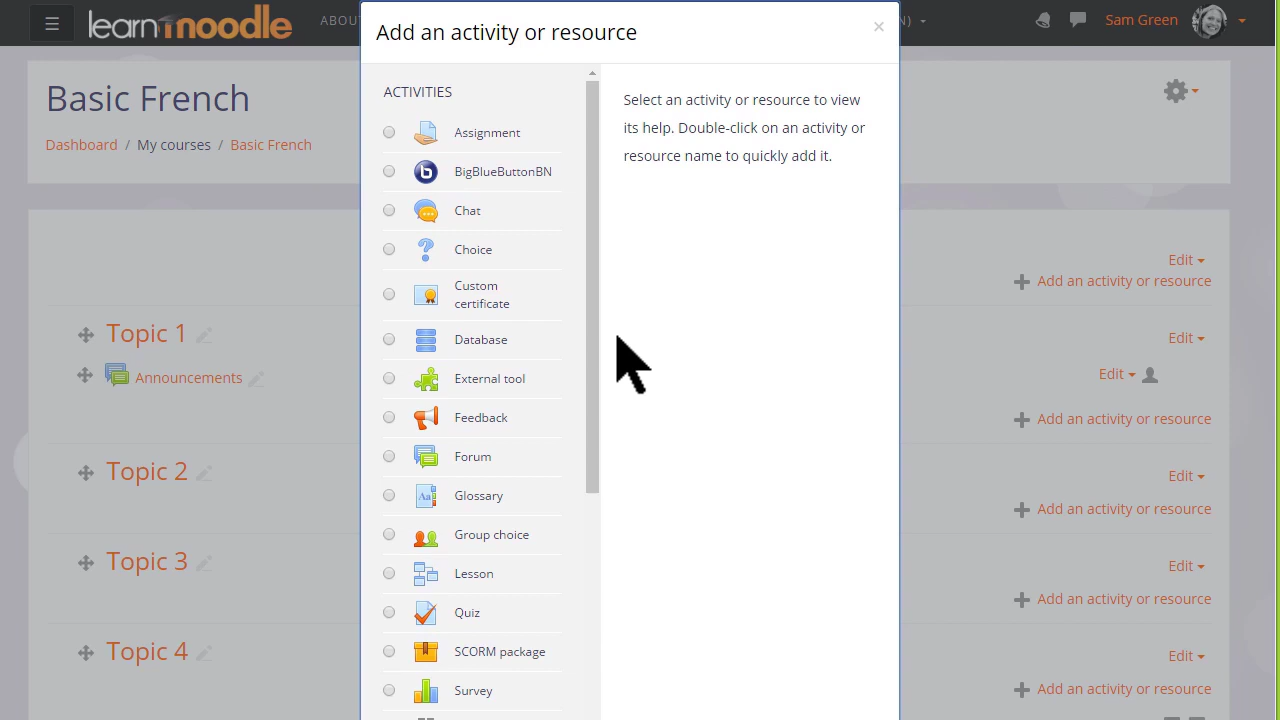 learn moodle
ABOU
N)
Sam Green
Add an activity or resource
×
Basic French
Dashboard / My courses / Basic French
ACTIVITIES
Assignment
BigBlueButtonBN
Chat
Choice
Custom
certificate
Database
External tool
Feedback
Forum
Glossary
Group choice
Lesson
Quiz
SCORM package
Survey
Select an activity or resource to view
its help. Double-click on an activity or
resource name to quickly add it.
Edit
Add an activity or resource
Topic 1
Edit
Announcements
Edit
Add an activity or resource
Topic 2
Edit
Add an activity or resource
Topic 3
Edit
Add an activity or resource
Topic 4
Edit
Add an activity or resource